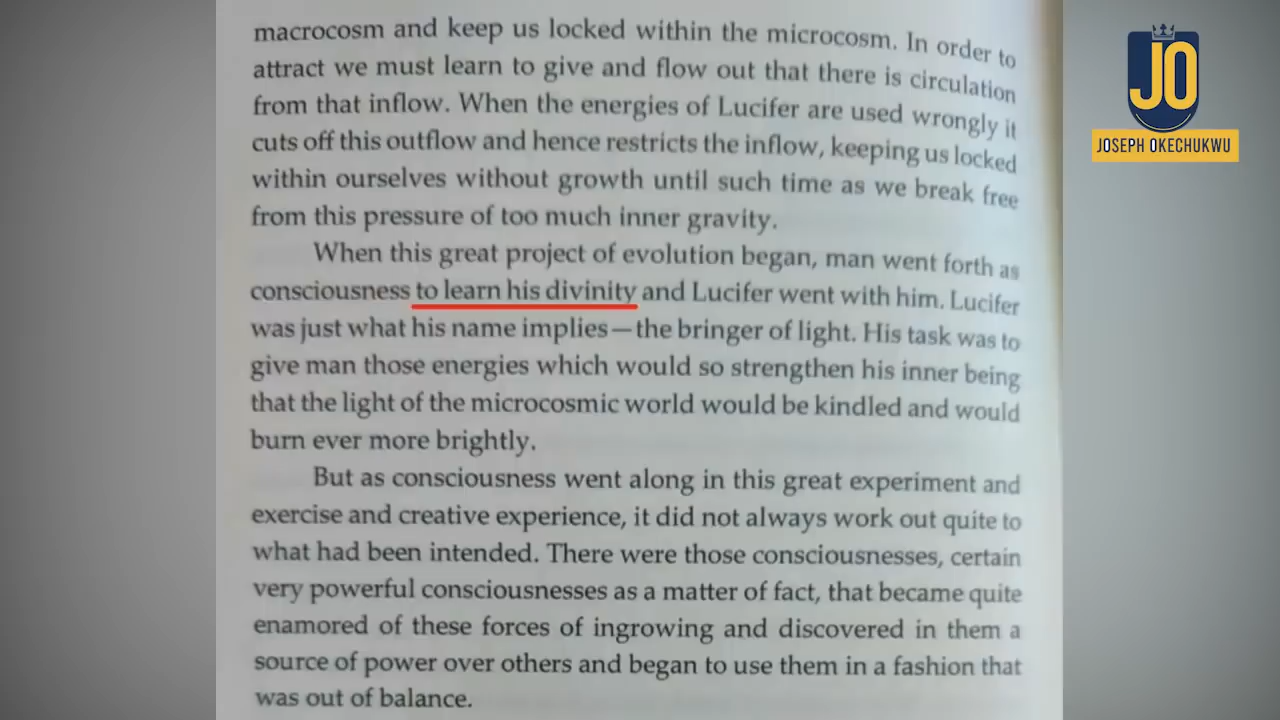 macrocosm and keep us locked within the microcosm. In order to
attract we must learn to give and flow out that there is circulation
from that inflow. When the energies of Lucifer are used wrongly it
cuts off this outflow and hence restricts the inflow, keeping us locked
within ourselves without growth until such time as we break free
from this pressure of too much inner gravity.
When this great project of evolution began, man went forth as
consciousness to learn his divinity and Lucifer went with him. Lucifer
was just what his name implies—the bringer of light. His task was to
give man those energies which would so strengthen his inner being
that the light of the microcosmic world would be kindled and would
burn ever more brightly.
But as consciousness went along in this great experiment and
exercise and creative experience, it did not always work out quite to
what had been intended. There were those consciousnesses, certain
very powerful consciousnesses as a matter of fact, that became quite
enamored of these forces of ingrowing and discovered in them a
source of power over others and began to use them in a fashion that
was out of balance.
JO
JOSEPH OKECHUKWU